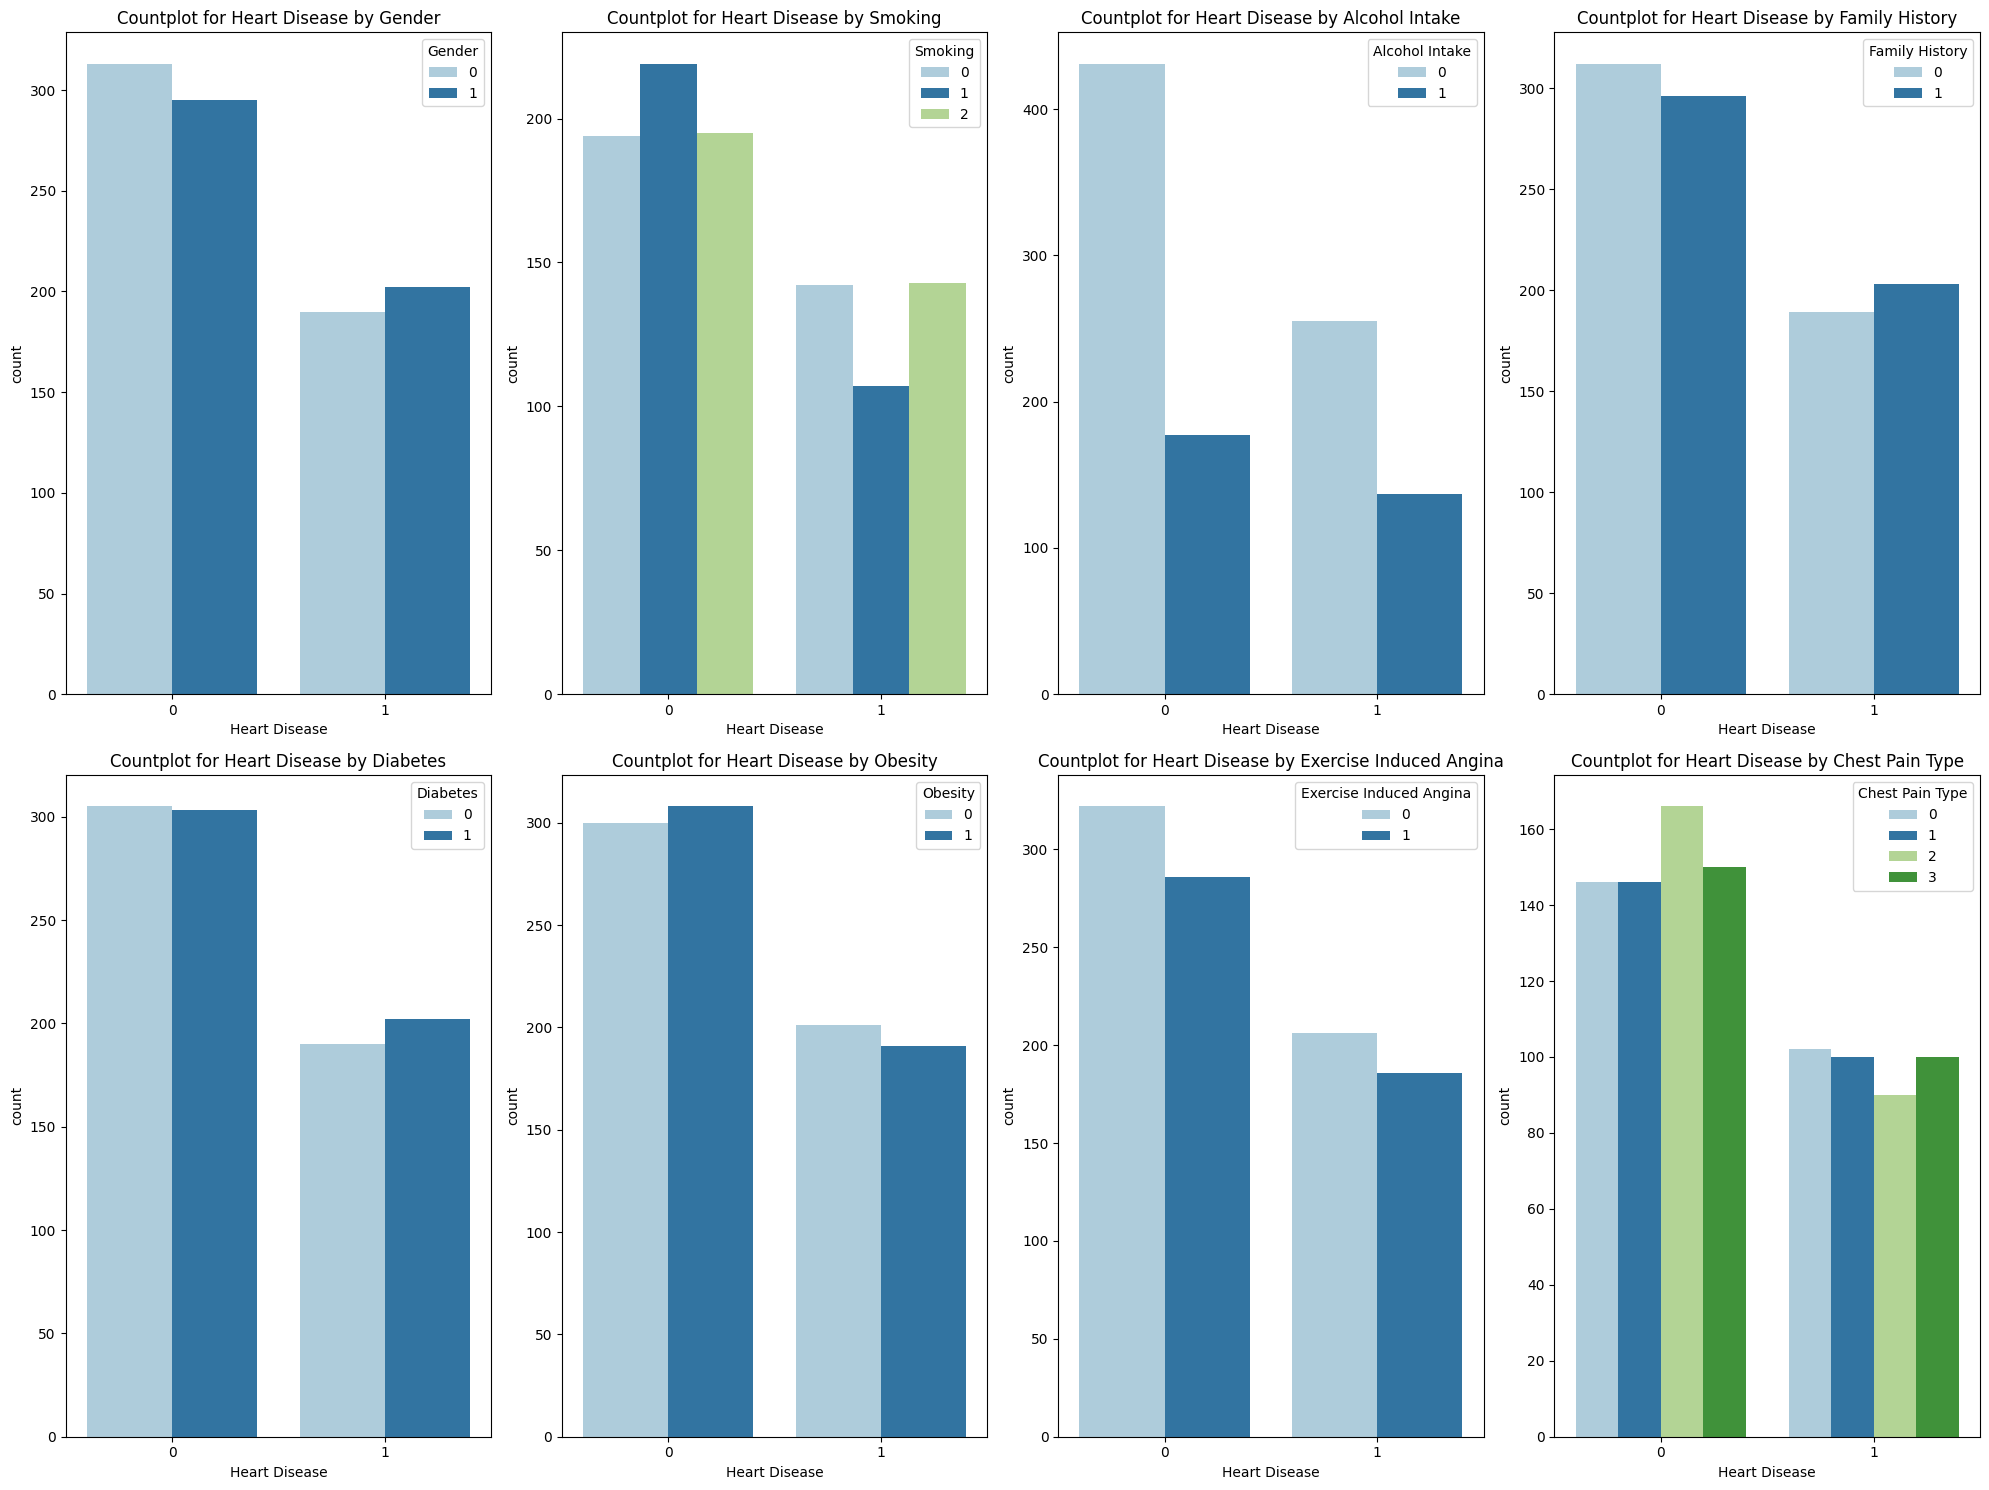 Countplot for Heart Disease by Gender
Gender
0
1
300
250
200
150
100
50
0
count
0 1
Heart Disease
Countplot for Heart Disease by Smoking
Smoking
0
1
2
200
150
100
50
0
count
0 1
Heart Disease
Countplot for Heart Disease by Alcohol Intake
Alcohol Intake
0
1
400
300
200
100
0
count
0 1
Heart Disease
Countplot for Heart Disease by Family History
Family History
0
1
300
250
200
150
100
50
0
count
0 1
Heart Disease
Countplot for Heart Disease by Diabetes
Diabetes
0
1
300
250
200
150
100
50
0
count
0 1
Heart Disease
Countplot for Heart Disease by Obesity
Obesity
0
1
300
250
200
150
100
50
0
count
0 1
Heart Disease
Countplot for Heart Disease by Exercise Induced Angina
Exercise Induced Angina
0
1
300
250
200
150
100
50
0
count
0 1
Heart Disease
Countplot for Heart Disease by Chest Pain Type
Chest Pain Type
0
1
2
3
160
140
120
100
80
60
40
20
0
count
0 1
Heart Disease